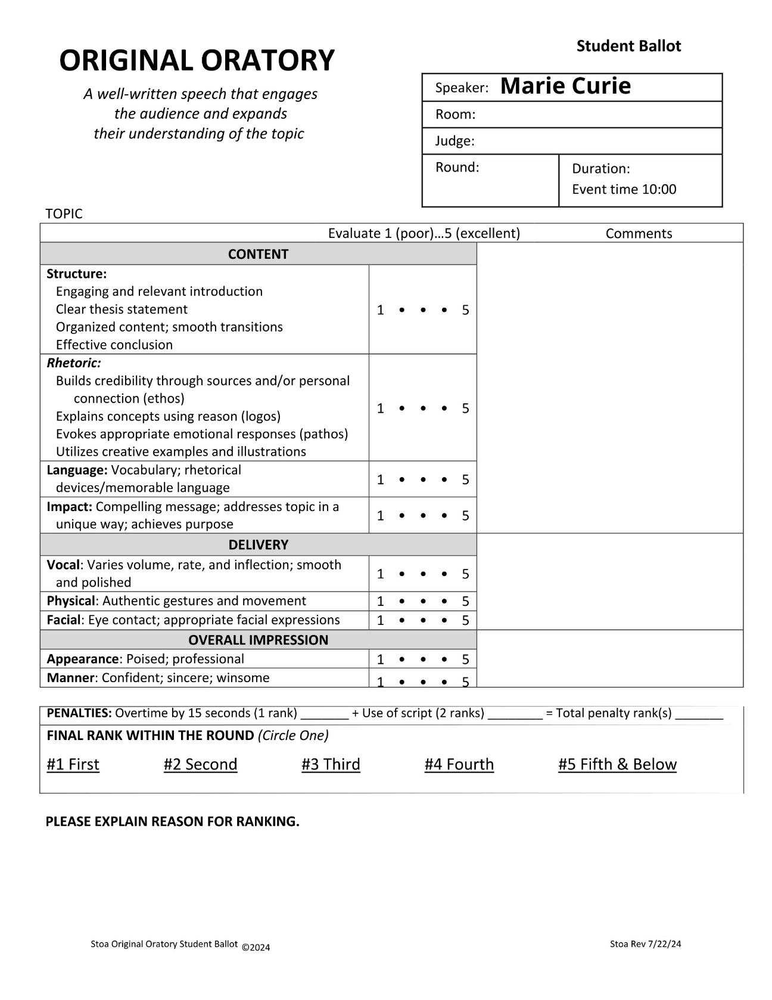 Student Ballot
ORIGINAL ORATORY
A well-written speech that engages
the audience and expands
their understanding of the topic
Speaker: Marie Curie
Room:
Judge:
Round:
Duration:
Event time 10:00
TOPIC
Evaluate 1 (poor)...5 (excellent) Comments
CONTENT
Structure:
Engaging and relevant introduction
Clear thesis statement
Organized content; smooth transitions
Effective conclusion
1 • • • 5
Rhetoric:
Builds credibility through sources and/or personal
connection (ethos)
Explains concepts using reason (logos)
Evokes appropriate emotional responses (pathos)
Utilizes creative examples and illustrations
1 • • • 5
Language: Vocabulary; rhetorical
devices/memorable language
1 • • • 5
Impact: Compelling message; addresses topic in a
unique way; achieves purpose
1 • • • 5
DELIVERY
Vocal: Varies volume, rate, and inflection; smooth
and polished
1 • • • 5
Physical: Authentic gestures and movement 1 • • • 5
Facial: Eye contact; appropriate facial expressions 1 • • • 5
OVERALL IMPRESSION
Appearance: Poised; professional 1 • • • 5
Manner: Confident; sincere; winsome 1 • • • 5
PENALTIES: Overtime by 15 seconds (1 rank) _______ + Use of script (2 ranks) ________ = Total penalty rank(s) _______
FINAL RANK WITHIN THE ROUND (Circle One)
#1 First #2 Second #3 Third #4 Fourth #5 Fifth & Below
PLEASE EXPLAIN REASON FOR RANKING.
Stoa Original Oratory Student Ballot ©2024 Stoa Rev 7/22/24